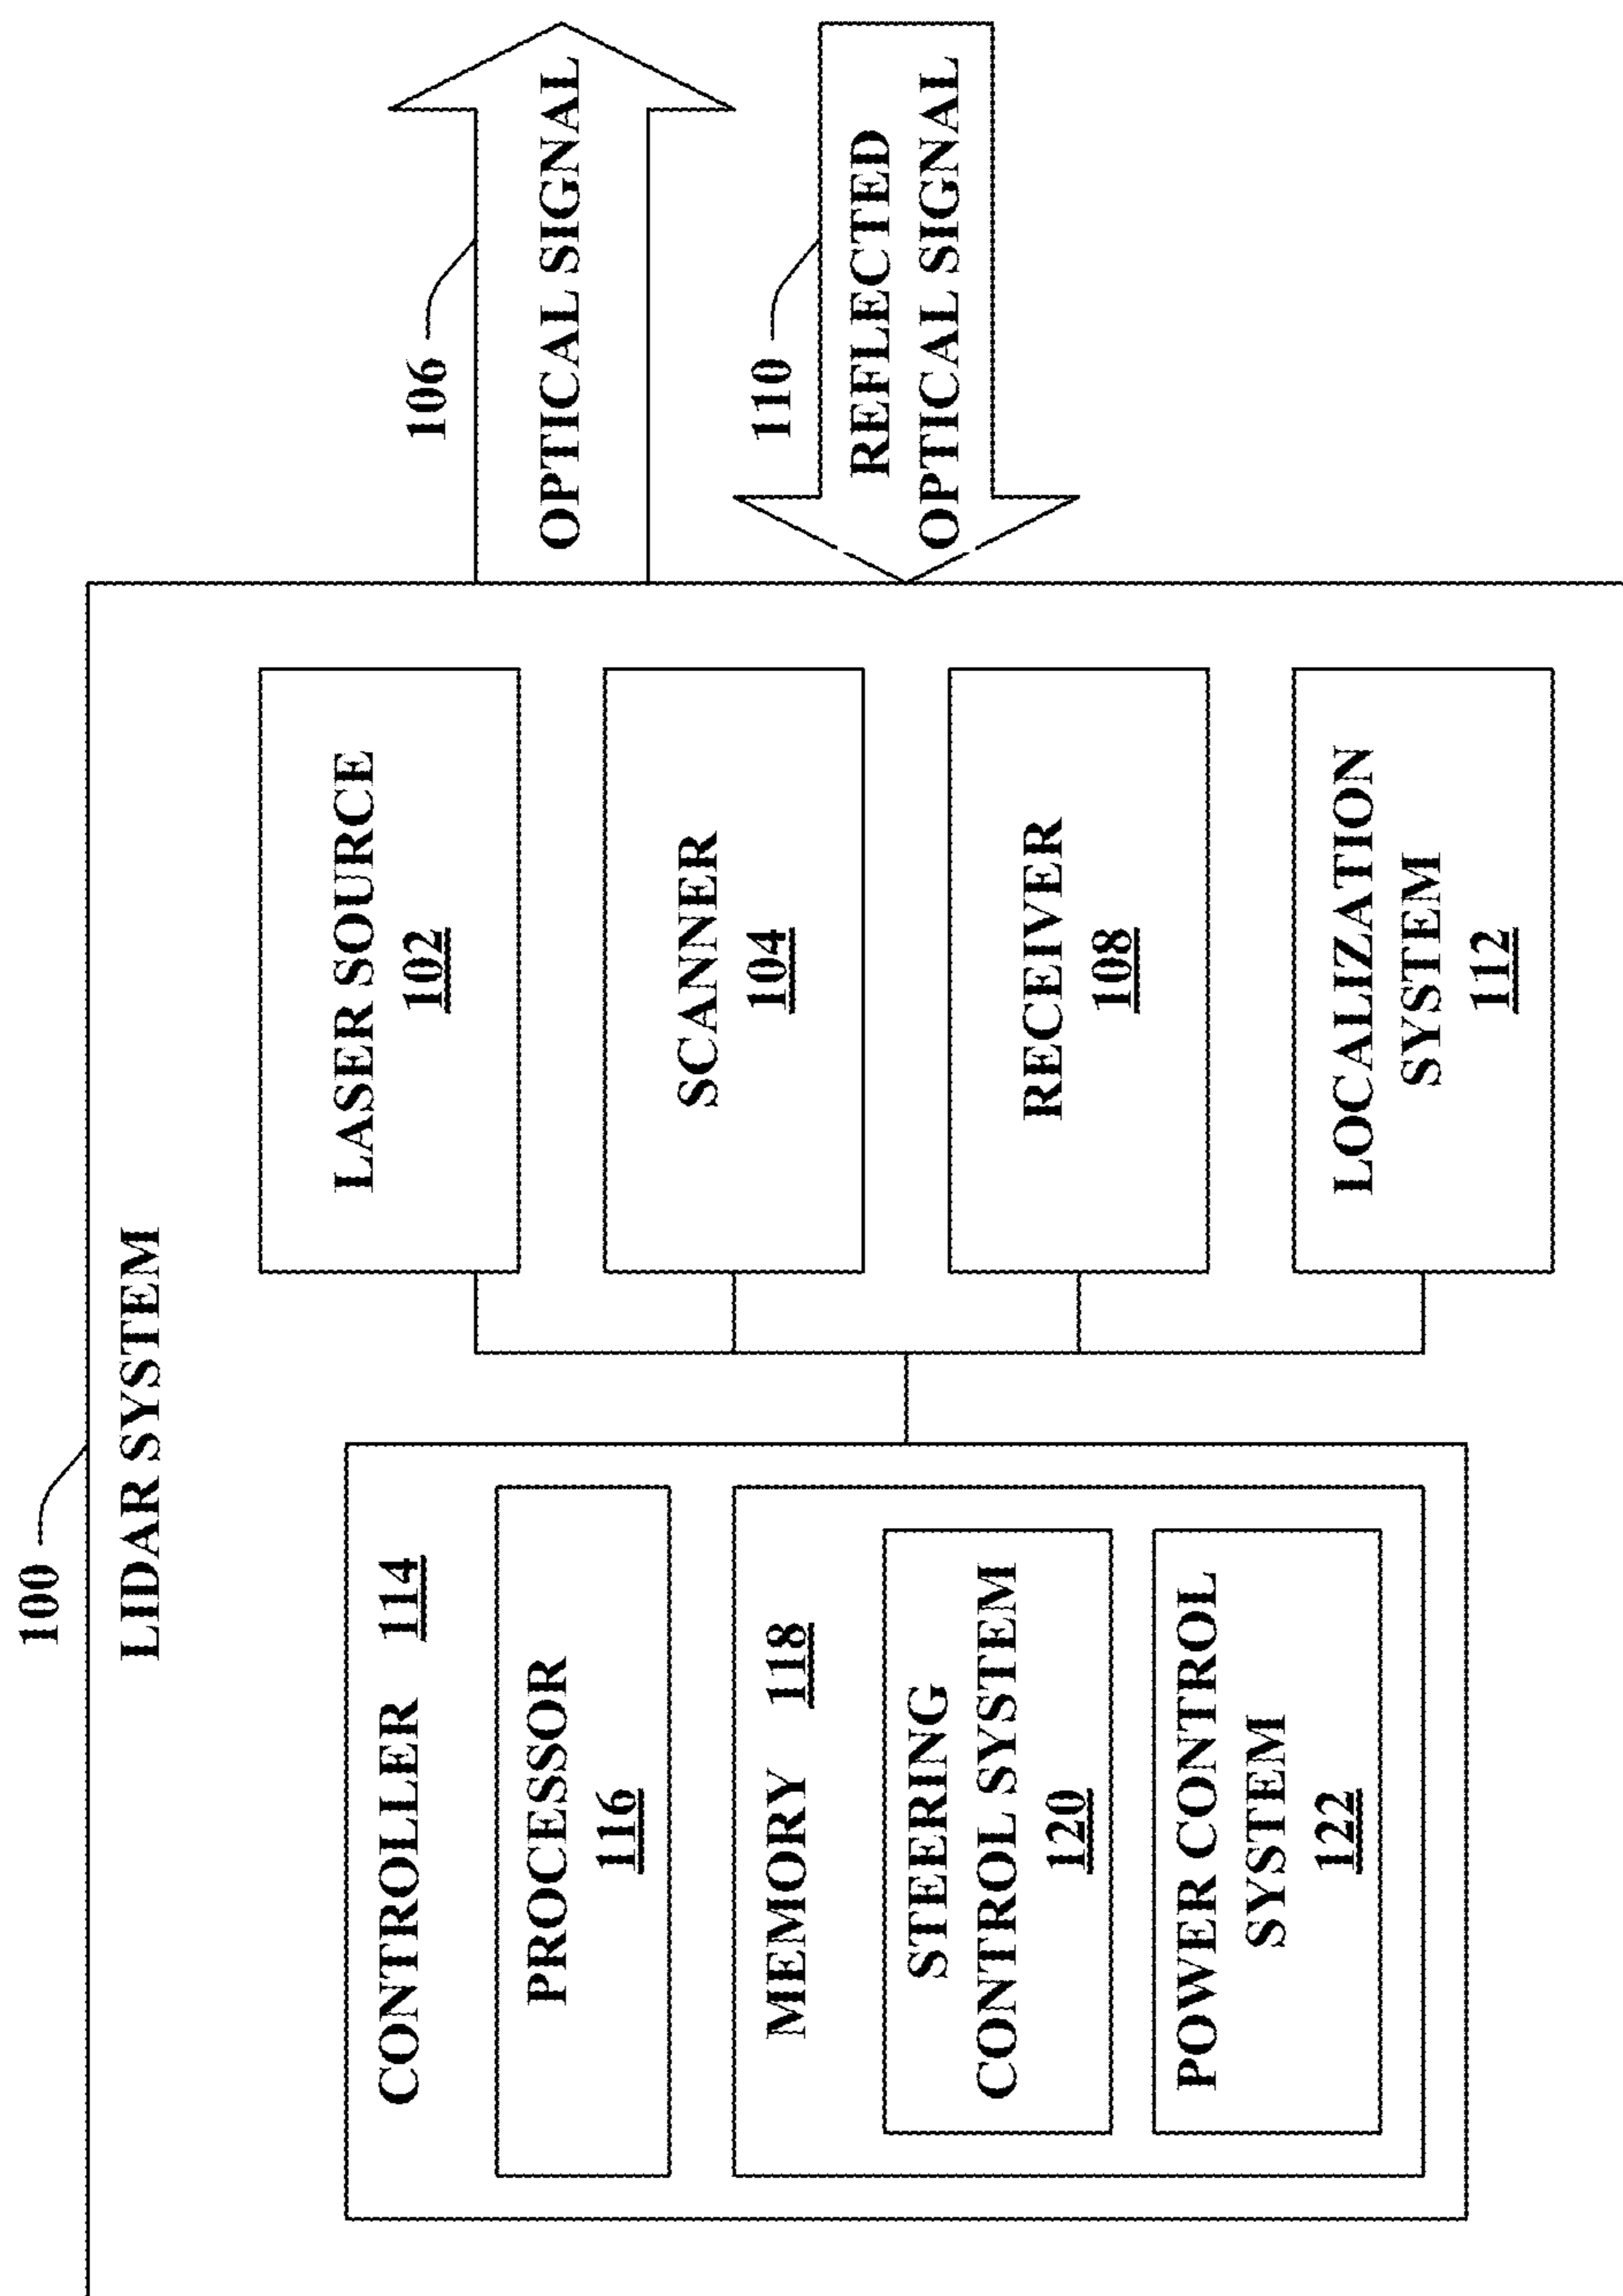 100
LIDAR SYSTEM
CONTROLLER 114
PROCESSOR
116
MEMORY 118
STEERING
CONTROL SYSTEM
120
POWER CONTROL
SYSTEM
122
LASER SOURCE
102
SCANNER
104
RECEIVER
108
LOCALIZATION
SYSTEM
112
106
OPTICAL SIGNAL
110
REFLECTED
OPTICAL SIGNAL